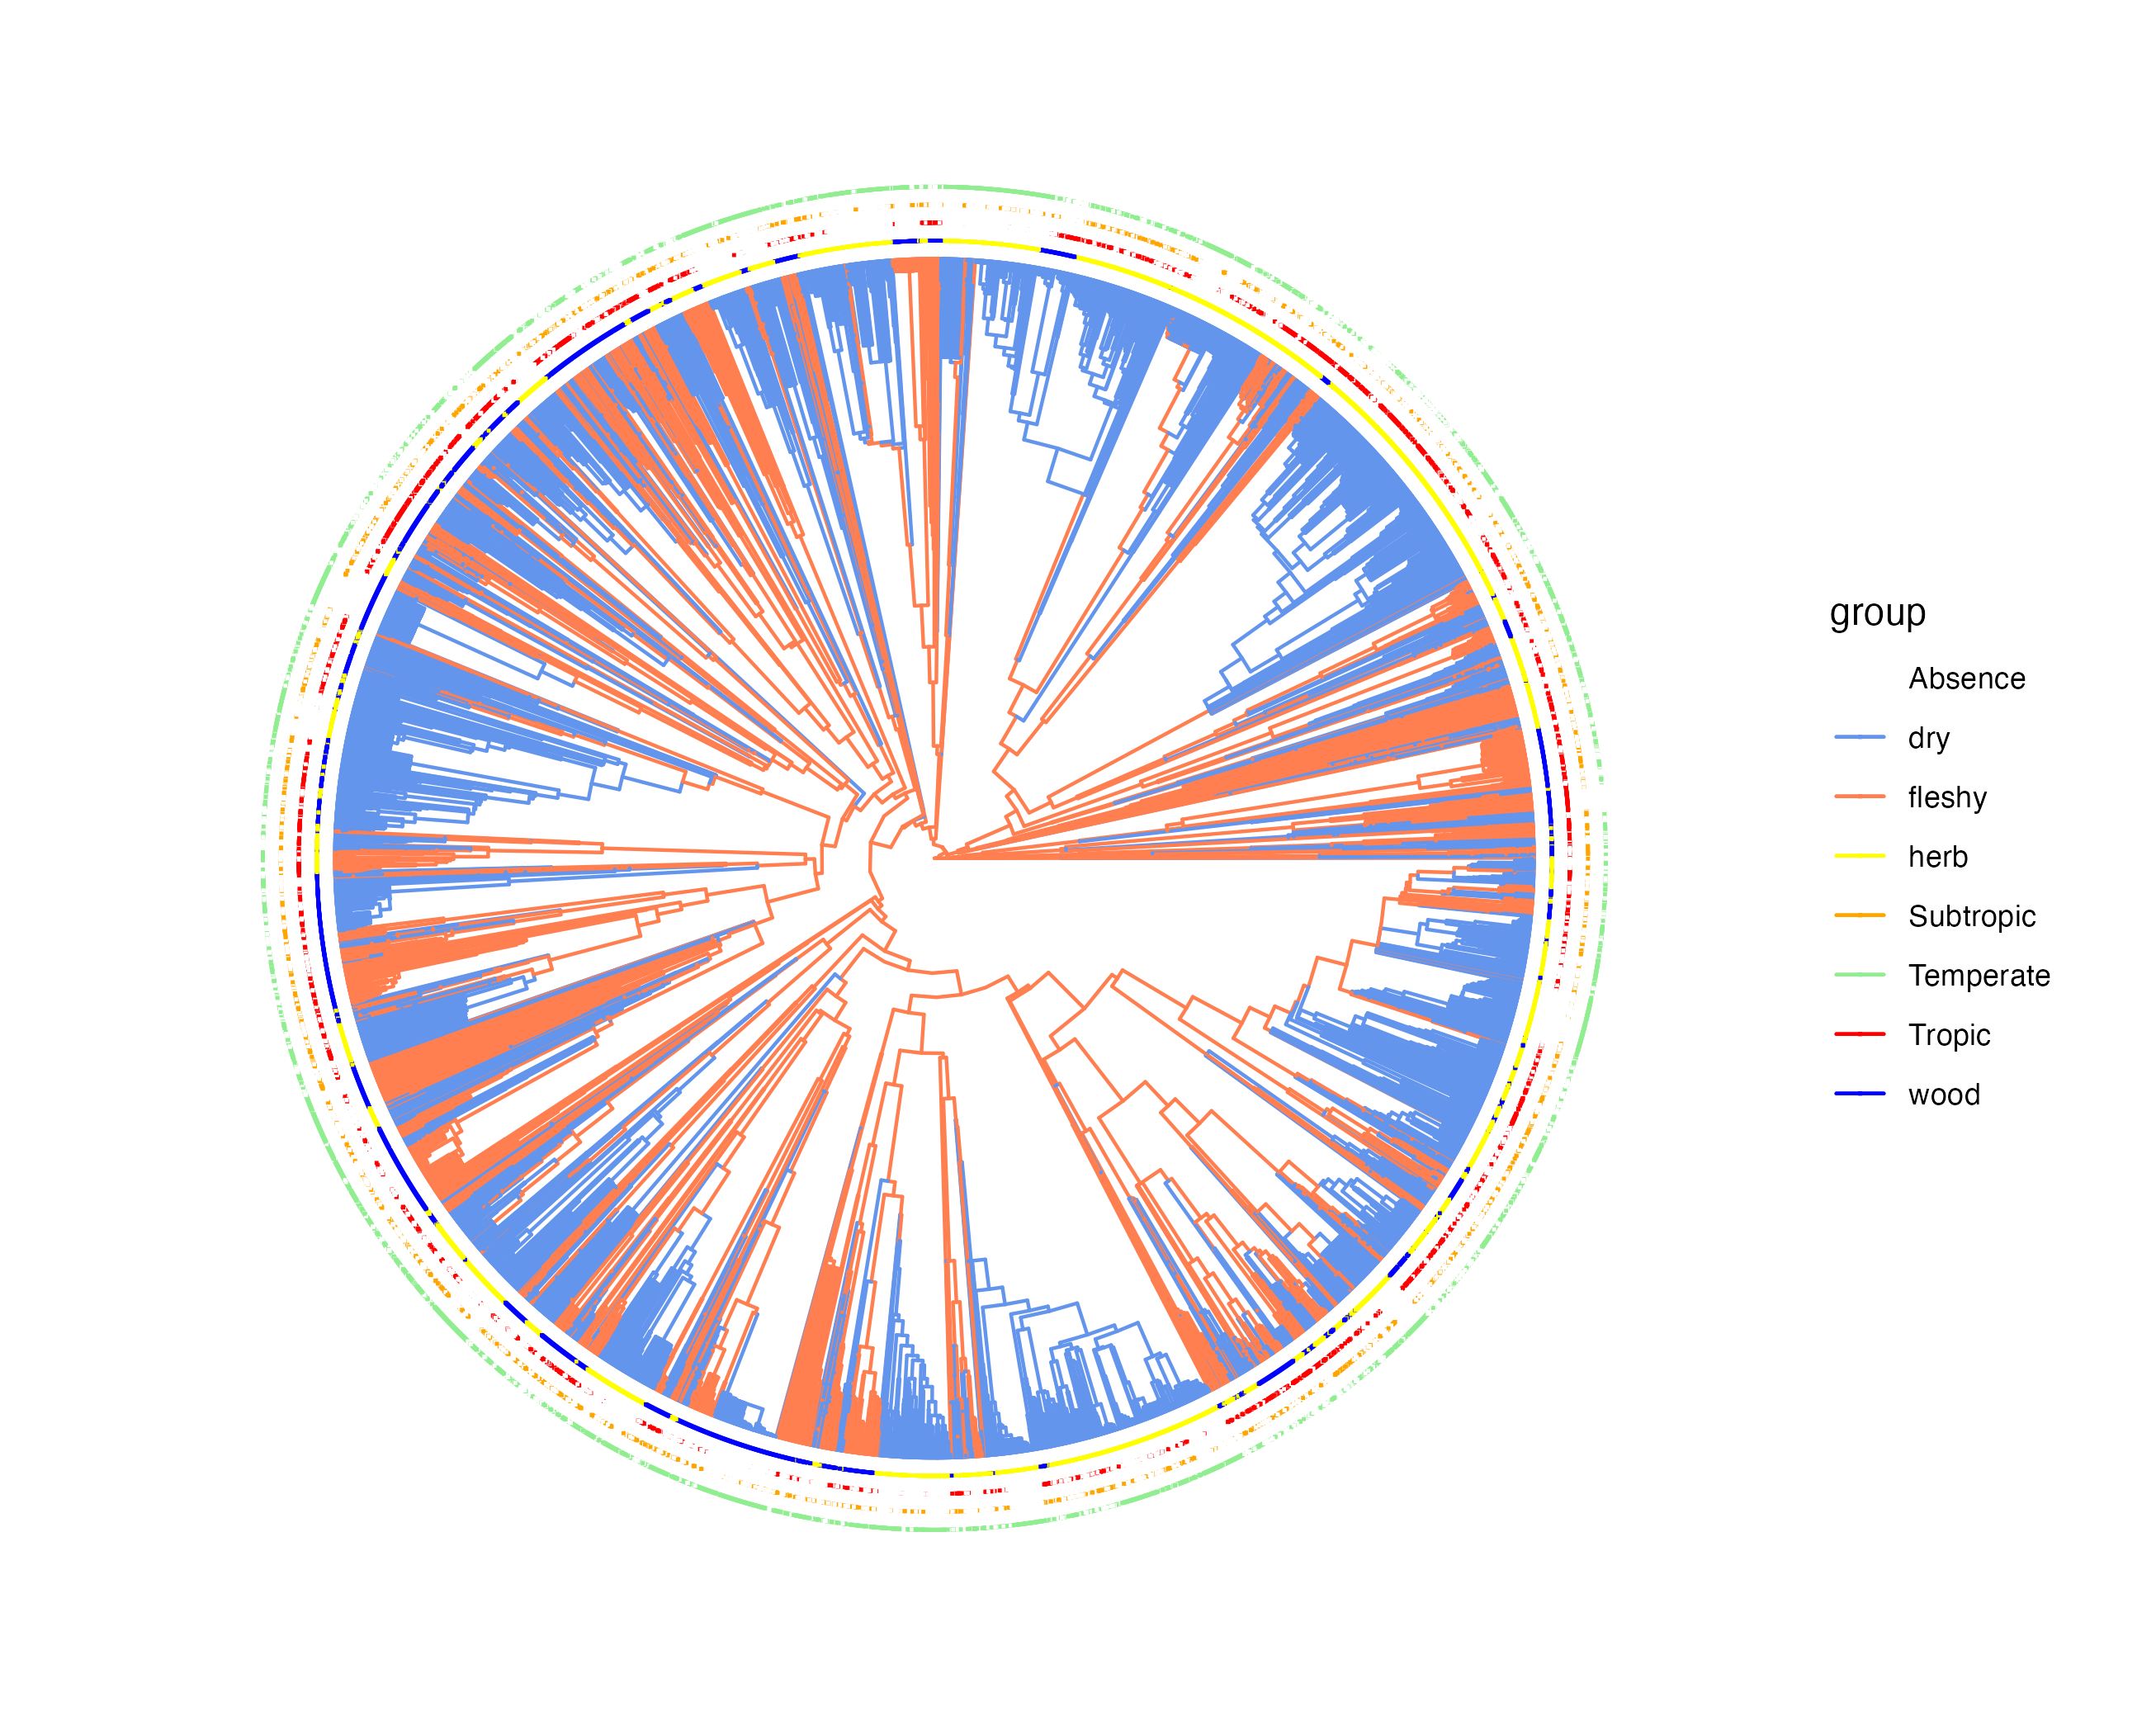 group
Absence
dry
fleshy
herb
Subtropic
Temperate
Tropic
wood